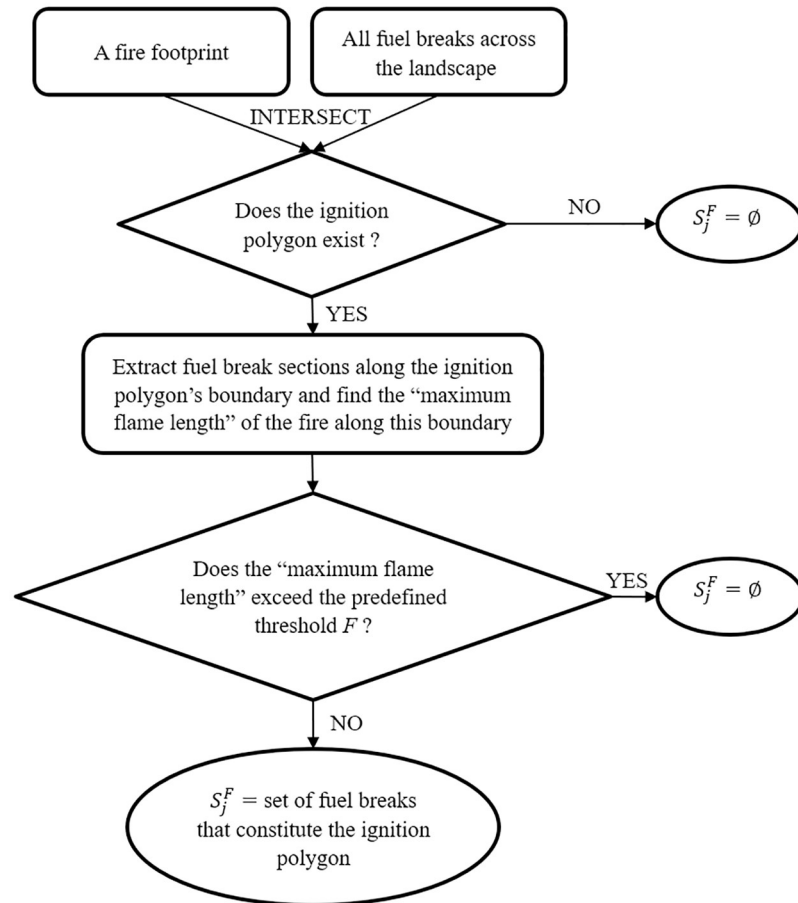 A fire footprint
All fuel breaks across
the landscape
INTERSECT
Does the ignition
polygon exist ?
NO
S_j^F = ∅
YES
Extract fuel break sections along the ignition
polygon’s boundary and find the “maximum
flame length” of the fire along this boundary
Does the “maximum flame
length” exceed the predefined
threshold F ?
YES
S_j^F = ∅
NO
S_j^F = set of fuel breaks
that constitute the ignition
polygon